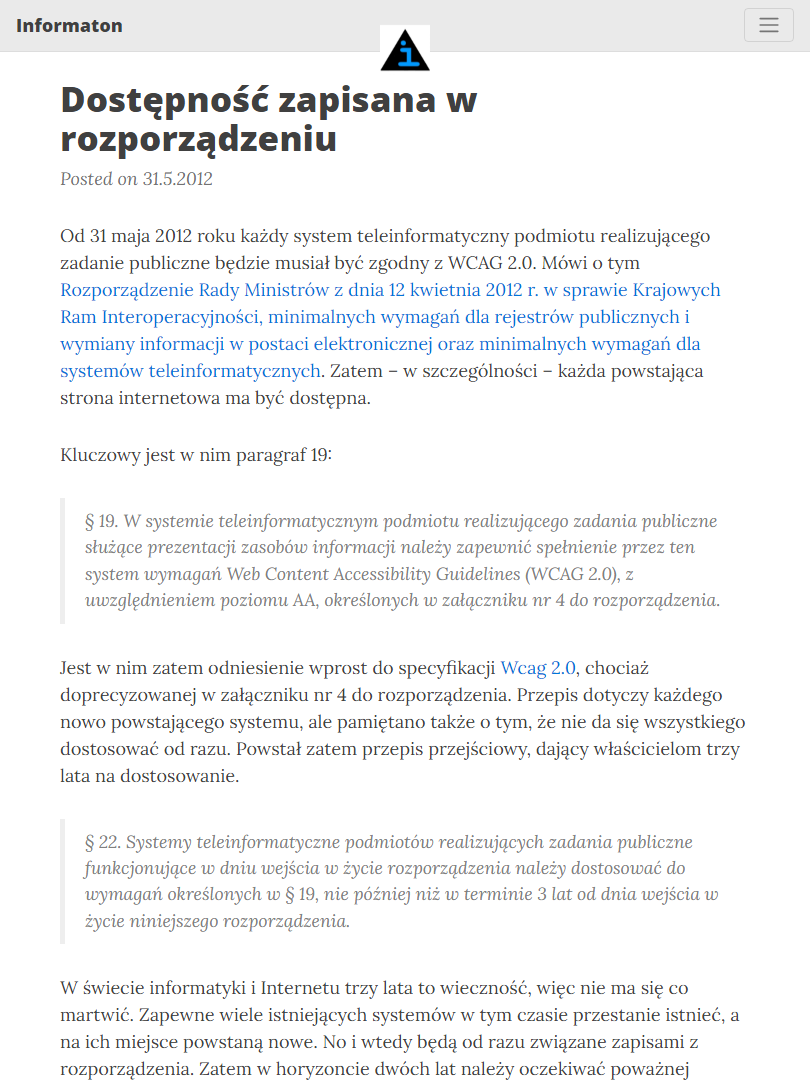 Informaton
i
Dostępność zapisana w
rozporządzeniu
Posted on 31.5.2012
Od 31 maja 2012 roku każdy system teleinformatyczny podmiotu realizującego
zadanie publiczne będzie musiał być zgodny z WCAG 2.0. Mówi o tym
Rozporządzenie Rady Ministrów z dnia 12 kwietnia 2012 r. w sprawie Krajowych
Ram Interoperacyjności, minimalnych wymagań dla rejestrów publicznych i
wymiany informacji w postaci elektronicznej oraz minimalnych wymagań dla
systemów teleinformatycznych. Zatem – w szczególności – każda powstająca
strona internetowa ma być dostępna.
Kluczowy jest w nim paragraf 19:
§ 19. W systemie teleinformatycznym podmiotu realizującego zadania publiczne
służące prezentacji zasobów informacji należy zapewnić spełnienie przez ten
system wymagań Web Content Accessibility Guidelines (WCAG 2.0), z
uwzględnieniem poziomu AA, określonych w załączniku nr 4 do rozporządzenia.
Jest w nim zatem odniesienie wprost do specyfikacji Wcag 2.0, chociaż
doprecyzowanej w załączniku nr 4 do rozporządzenia. Przepis dotyczy każdego
nowo powstającego systemu, ale pamiętano także o tym, że nie da się wszystkiego
dostosować od razu. Powstał zatem przepis przejściowy, dający właścicielom trzy
lata na dostosowanie.
§ 22. Systemy teleinformatyczne podmiotów realizujących zadania publiczne
funkcjonujące w dniu wejścia w życie rozporządzenia należy dostosować do
wymagań określonych w § 19, nie później niż w terminie 3 lat od dnia wejścia w
życie niniejszego rozporządzenia.
W świecie informatyki i Internetu trzy lata to wieczność, więc nie ma się co
martwić. Zapewne wiele istniejących systemów w tym czasie przestanie istnieć, a
na ich miejsce powstaną nowe. No i wtedy będą od razu związane zapisami z
rozporządzenia. Zatem w horyzoncie dwóch lat należy oczekiwać poważnej